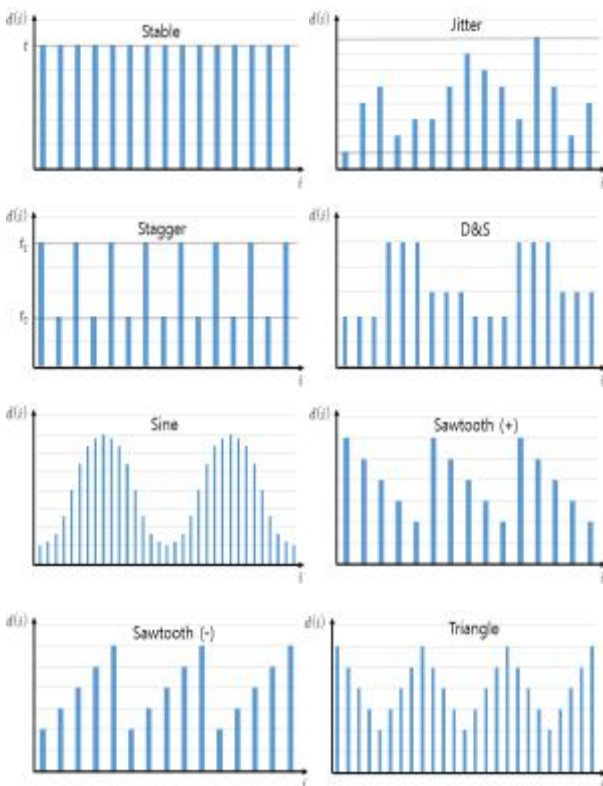 d(i)
Stable
t
i
d(i)
Jitter
i
d(i)
Stagger
t₁
t₂
i
d(i)
D&S
i
d(i)
Sine
i
d(i)
Sawtooth (+)
i
d(i)
Sawtooth (-)
i
d(i)
Triangle
i